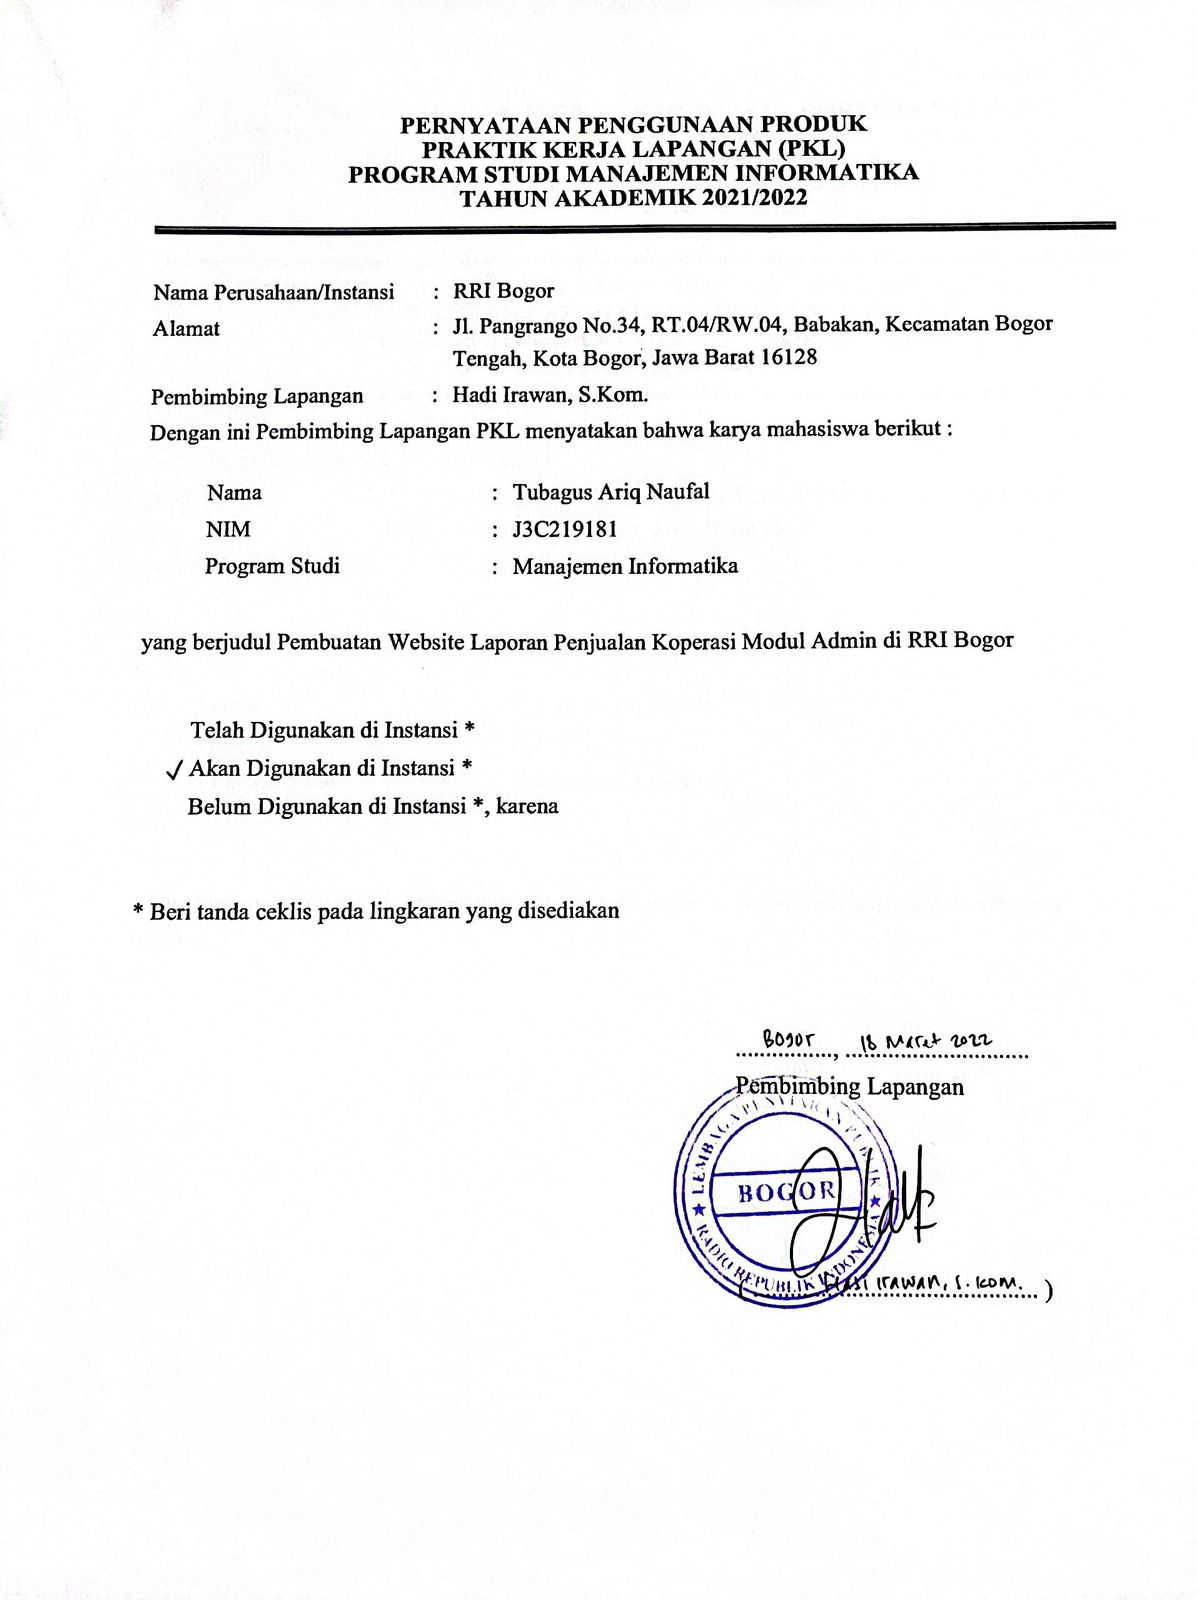 PERNYATAAN PENGGUNAAN PRODUK
PRAKTIK KERJA LAPANGAN (PKL)
PROGRAM STUDI MANAJEMEN INFORMATIKA
TAHUN AKADEMIK 2021/2022
Nama Perusahaan/Instansi : RRI Bogor
Alamat : Jl. Pangrango No.34, RT.04/RW.04, Babakan, Kecamatan Bogor
Tengah, Kota Bogor, Jawa Barat 16128
Pembimbing Lapangan : Hadi Irawan, S.Kom.
Dengan ini Pembimbing Lapangan PKL menyatakan bahwa karya mahasiswa berikut :
Nama : Tubagus Ariq Naufal
NIM : J3C219181
Program Studi : Manajemen Informatika
yang berjudul Pembuatan Website Laporan Penjualan Koperasi Modul Admin di RRI Bogor
Telah Digunakan di Instansi *
✓ Akan Digunakan di Instansi *
Belum Digunakan di Instansi *, karena
* Beri tanda ceklis pada lingkaran yang disediakan
Bogor, 18 Maret 2022
Pembimbing Lapangan
LEMBAGA PENYIARAN PUBLIK
BOGOR
★ RADIO REPUBLIK INDONESIA ★
(Hadi Irawan, S.Kom.)